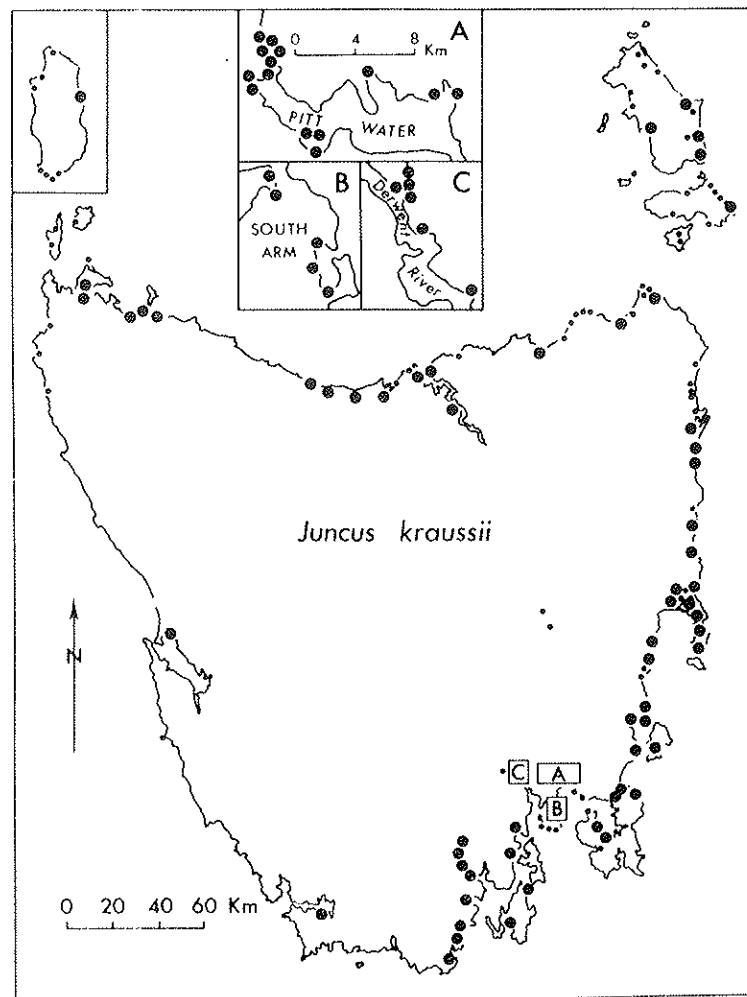 A
0 4 8
Km
PITT
WATER
B
SOUTH
ARM
C
Derwent
River
Juncus kraussii
N
C
A
B
0 20 40 60 Km